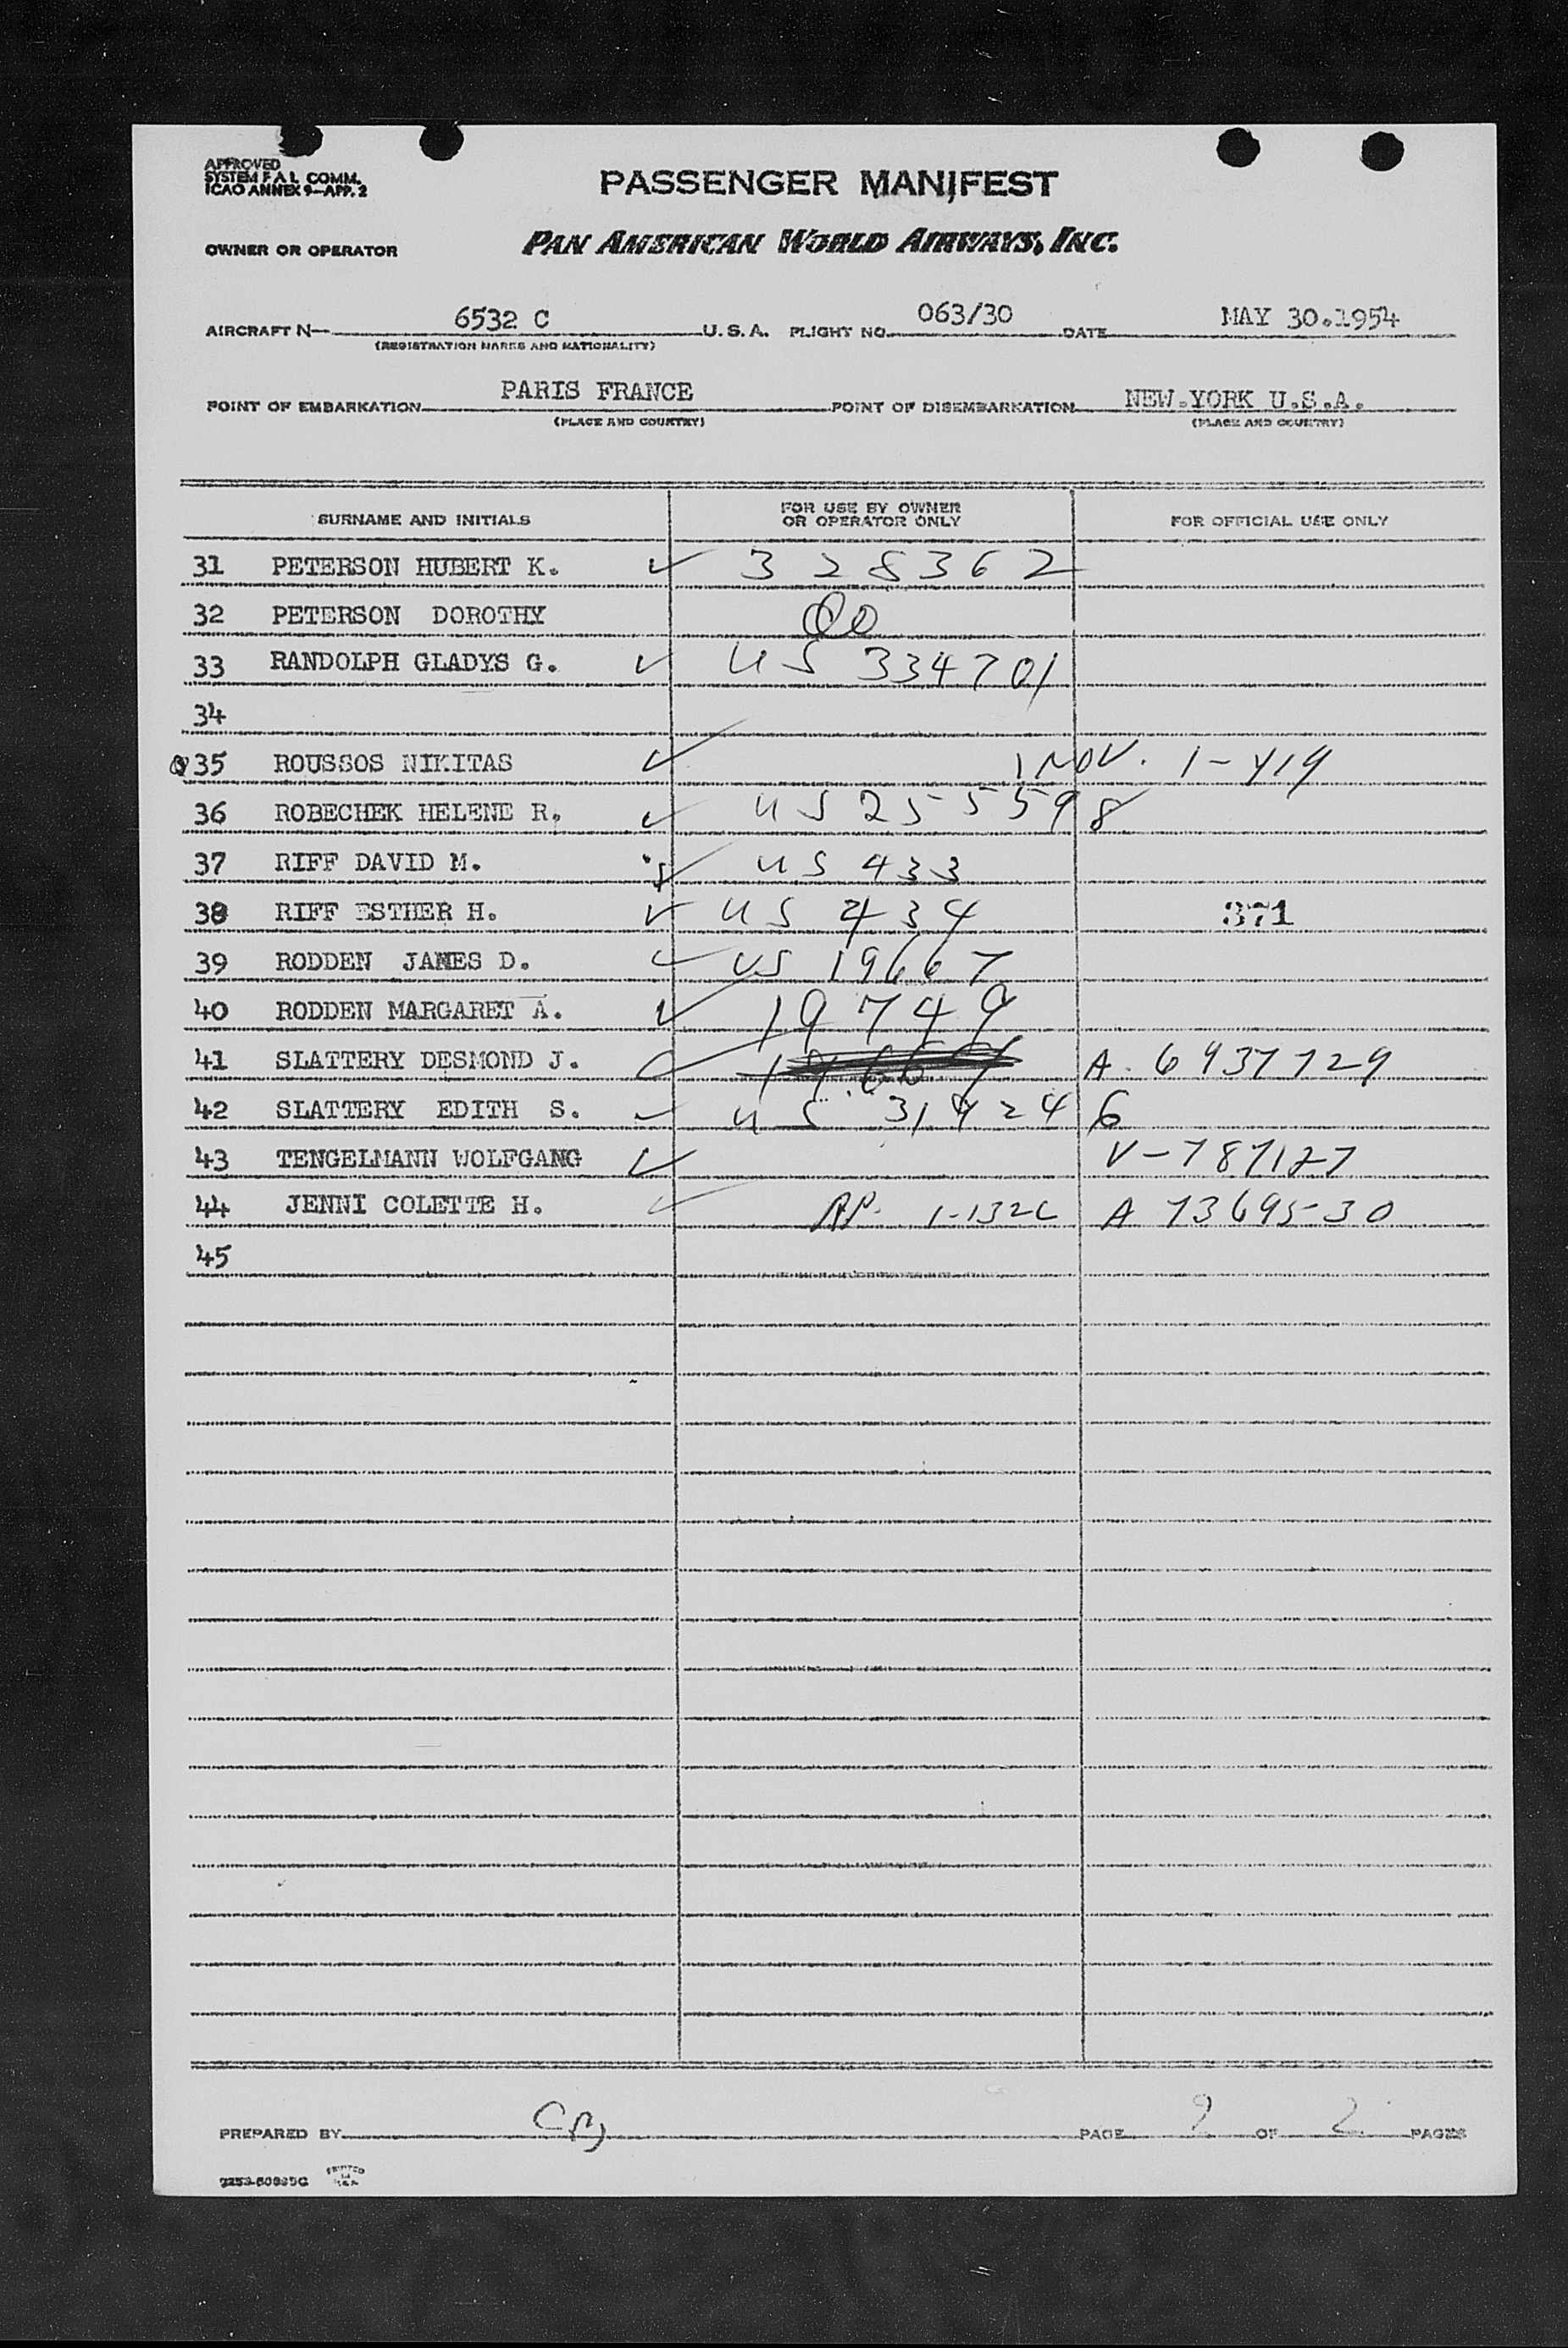 APPROVED
SYSTEM F A L COMM.
ICAO ANNEX 9—APP. 2
PASSENGER MANIFEST
OWNER OR OPERATOR PAN AMERICAN WORLD AIRWAYS, INC.
AIRCRAFT N— 6532 C U. S. A. FLIGHT NO. 063/30 DATE MAY 30.1954
(REGISTRATION MARKS AND NATIONALITY)
POINT OF EMBARKATION PARIS FRANCE POINT OF DISEMBARKATION NEW.YORK U.S.A.
(PLACE AND COUNTRY) (PLACE AND COUNTRY)
SURNAME AND INITIALS FOR USE BY OWNER OR OPERATOR ONLY FOR OFFICIAL USE ONLY
31 PETERSON HUBERT K. ✓ 328362
32 PETERSON DOROTHY
33 RANDOLPH GLADYS G. ✓ US 334701
34
35 ROUSSOS NIKITAS ✓ 1 NOV. 1-419
36 ROBECHEK HELENE R. ✓ US 255598
37 RIFF DAVID M. ✓ US 433
38 RIFF ESTHER H. ✓ US 434 371
39 RODDEN JAMES D. ✓ US 19667
40 RODDEN MARGARET A. ✓ 19749
41 SLATTERY DESMOND J. A. 6937729
42 SLATTERY EDITH S. ✓ US 314246
43 TENGELMANN WOLFGANG ✓ V-787127
44 JENNI COLETTE H. ✓ A 73695-30
45
PREPARED BY PAGE 2 OF 2 PAGES
PRINTED
IN
U.S.A.